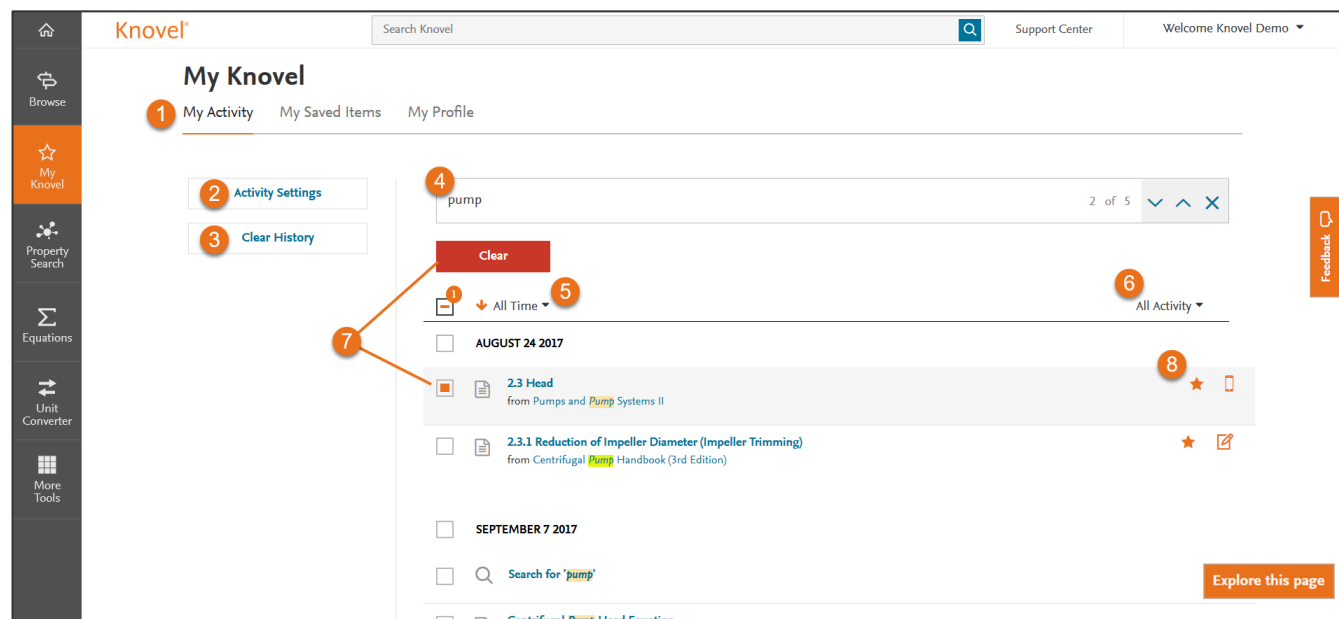 Knovel®
Search Knovel
Support Center
Welcome Knovel Demo
Browse
My
Knovel
Property
Search
Equations
Unit
Converter
More
Tools
My Knovel
1
My Activity
My Saved Items
My Profile
2
Activity Settings
3
Clear History
4
pump
2 of 5
Clear
1
All Time
5
6
All Activity
7
AUGUST 24 2017
2.3 Head
from Pumps and Pump Systems II
8
2.3.1 Reduction of Impeller Diameter (Impeller Trimming)
from Centrifugal Pump Handbook (3rd Edition)
SEPTEMBER 7 2017
Search for 'pump'
Centrifugal Pump Head Equation
Feedback
Explore this page